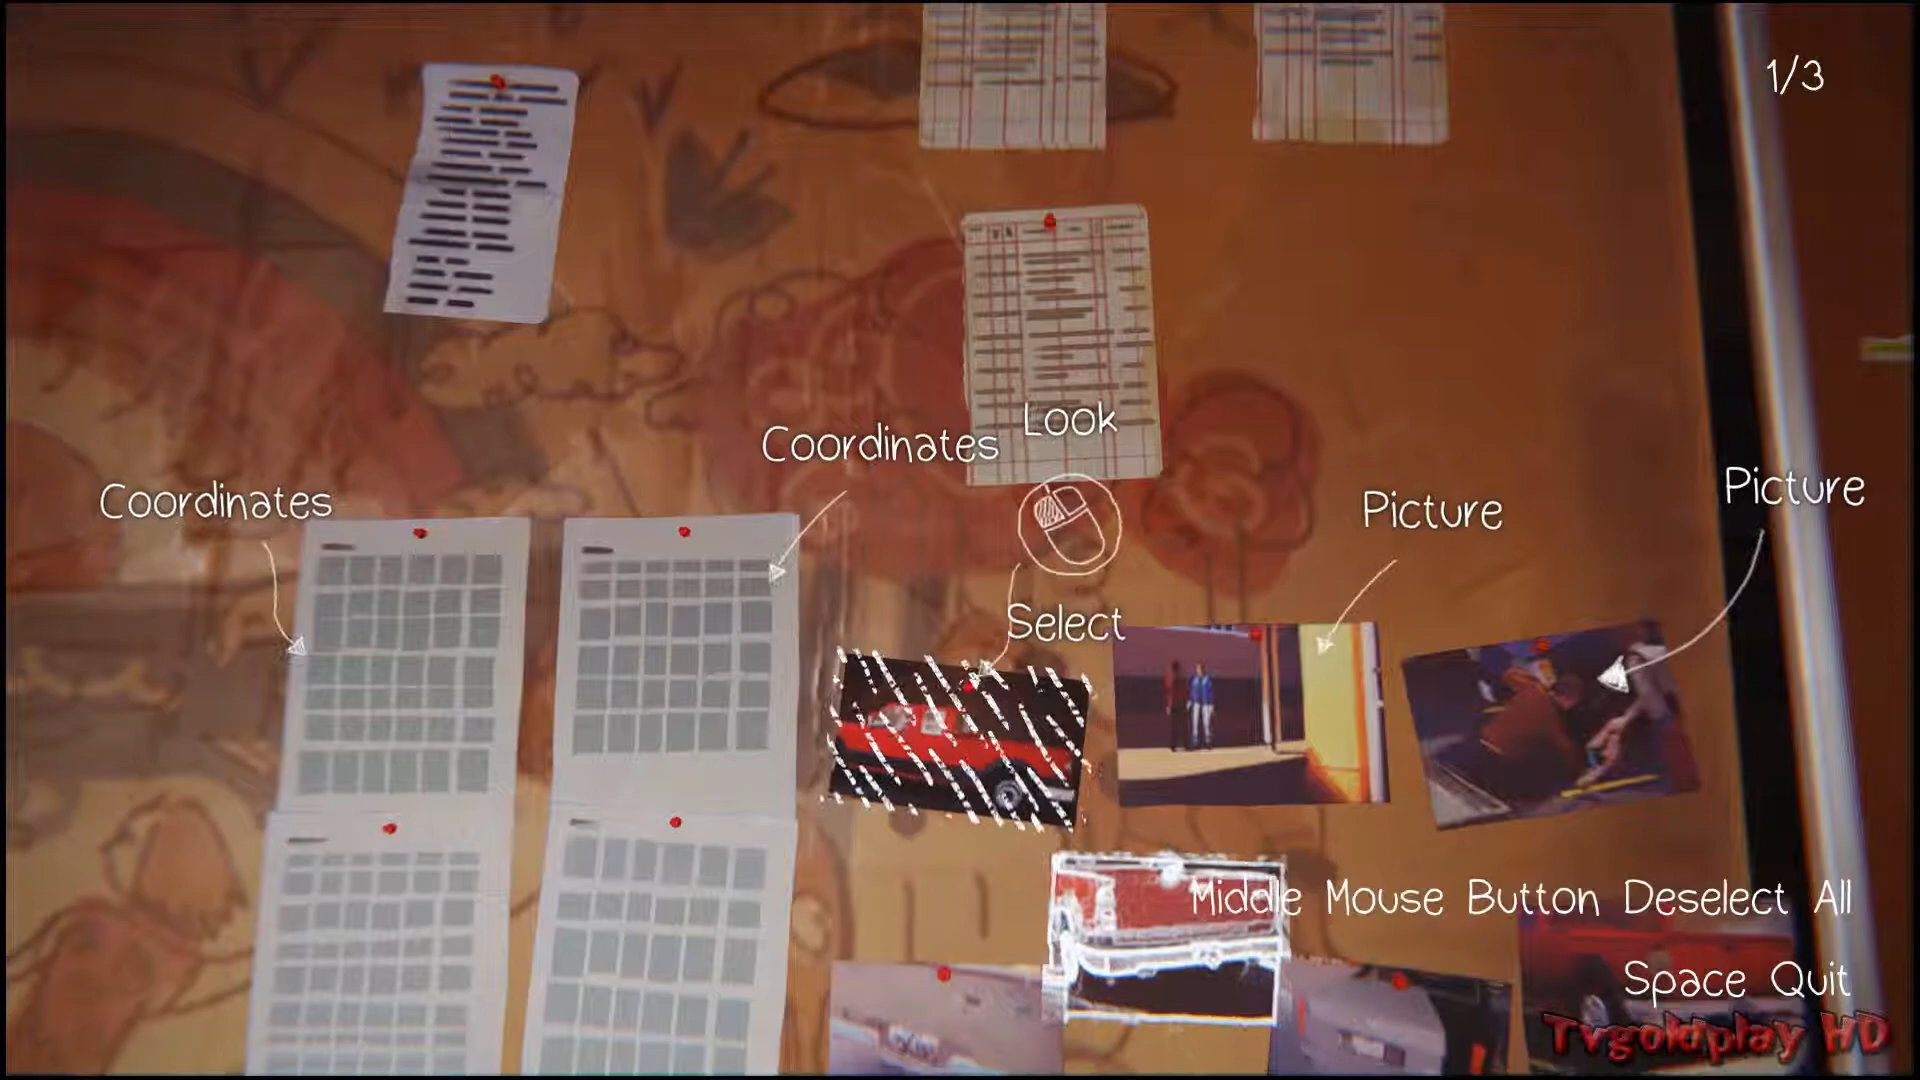 1/3
Look
Coordinates
Coordinates
Picture
Picture
Select
Middle Mouse Button Deselect All
Space Quit
Tvgoldplay HD